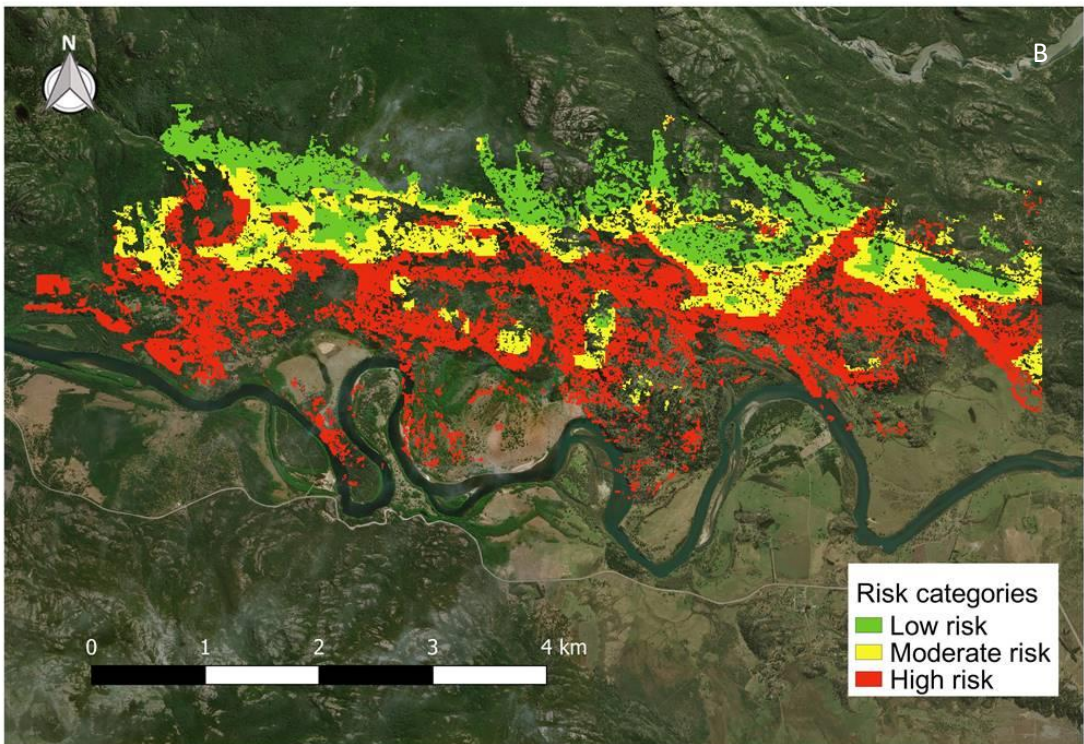 N
B
Risk categories
Low risk
Moderate risk
High risk
0 1 2 3 4 km